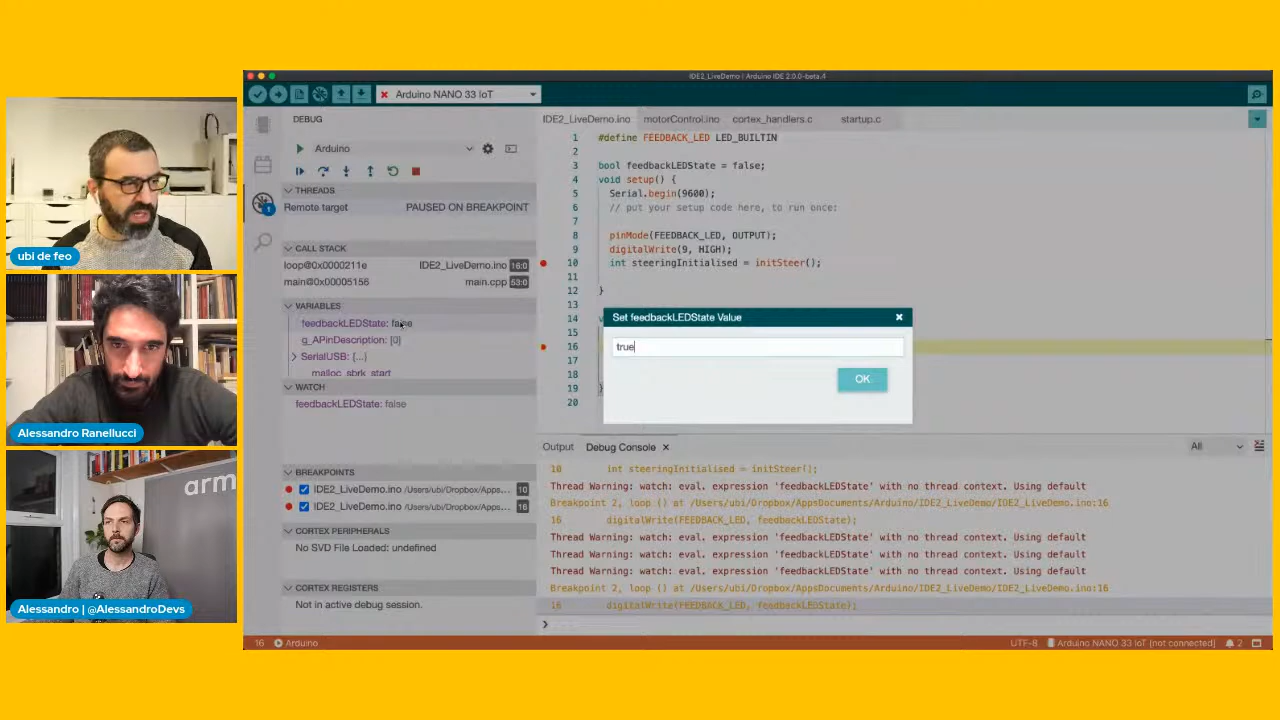 ubi de feo
Alessandro Ranellucci
arm
Alessandro | @AlessandroDevs
IDE2_LiveDemo | Arduino IDE 2.0.0-beta.4
Arduino NANO 33 IoT
DEBUG
Arduino
THREADS
Remote target PAUSED ON BREAKPOINT
CALL STACK
loop@0x0000211e IDE2_LiveDemo.ino 16:0
main@0x00005156 main.cpp 53:0
VARIABLES
feedbackLEDState: false
g_APinDescription: [0]
SerialUSB: {...}
malloc_sbrk_start
WATCH
feedbackLEDState: false
BREAKPOINTS
IDE2_LiveDemo.ino /Users/ubi/Dropbox/Apps... 10
IDE2_LiveDemo.ino /Users/ubi/Dropbox/Apps... 16
CORTEX PERIPHERALS
No SVD File Loaded: undefined
CORTEX REGISTERS
Not in active debug session.
1
IDE2_LiveDemo.ino motorControl.ino cortex_handlers.c startup.c
1 #define FEEDBACK_LED LED_BUILTIN
2
3 bool feedbackLEDState = false;
4 void setup() {
5 Serial.begin(9600);
6 // put your setup code here, to run once:
7
8 pinMode(FEEDBACK_LED, OUTPUT);
9 digitalWrite(9, HIGH);
10 int steeringInitialised = initSteer();
11
12 }
13
14 v
15
16
17
18
19 }
20
Set feedbackLEDState Value
true
OK
Output Debug Console All
10 int steeringInitialised = initSteer();
Thread Warning: watch: eval. expression 'feedbackLEDState' with no thread context. Using default
Breakpoint 2, loop () at /Users/ubi/Dropbox/AppsDocuments/Arduino/IDE2_LiveDemo/IDE2_LiveDemo.ino:16
16 digitalWrite(FEEDBACK_LED, feedbackLEDState);
Thread Warning: watch: eval. expression 'feedbackLEDState' with no thread context. Using default
Thread Warning: watch: eval. expression 'feedbackLEDState' with no thread context. Using default
Thread Warning: watch: eval. expression 'feedbackLEDState' with no thread context. Using default
Breakpoint 2, loop () at /Users/ubi/Dropbox/AppsDocuments/Arduino/IDE2_LiveDemo/IDE2_LiveDemo.ino:16
16 digitalWrite(FEEDBACK_LED, feedbackLEDState);
16 Arduino UTF-8 Arduino NANO 33 IoT [not connected] 2